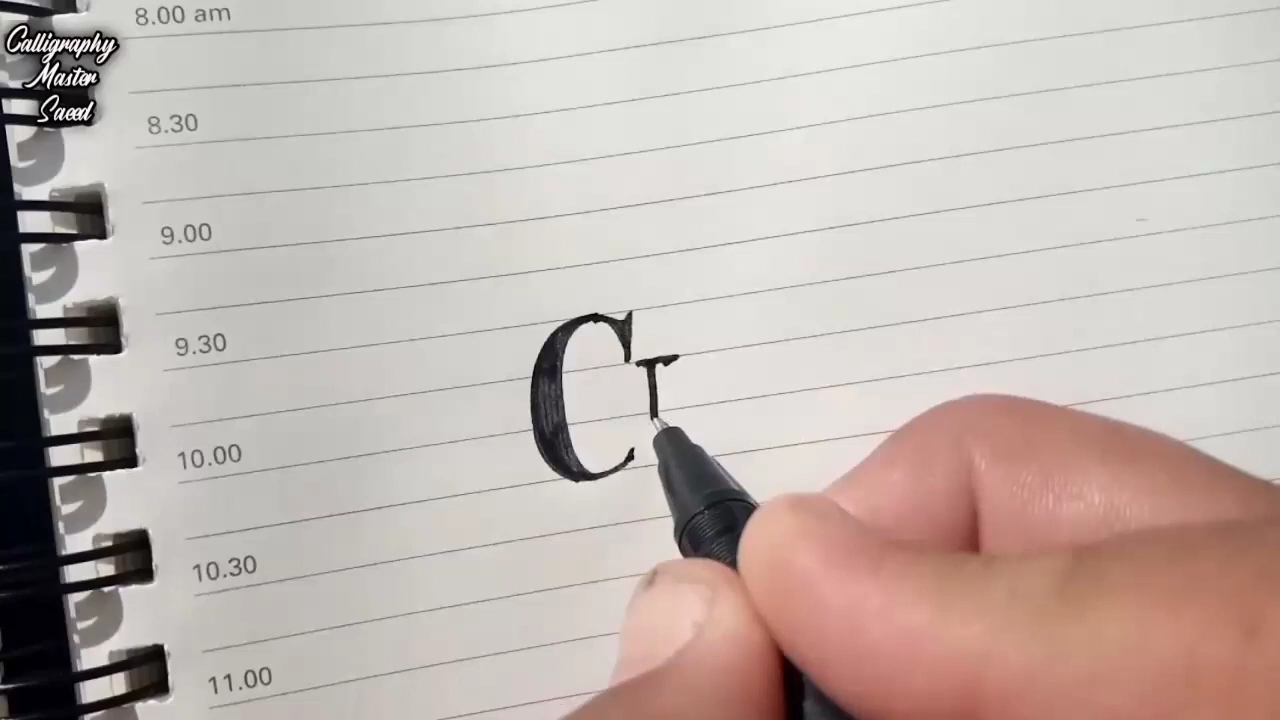 Calligraphy
Master
Saeed
8.00 am
8.30
9.00
9.30
C
10.00
10.30
11.00